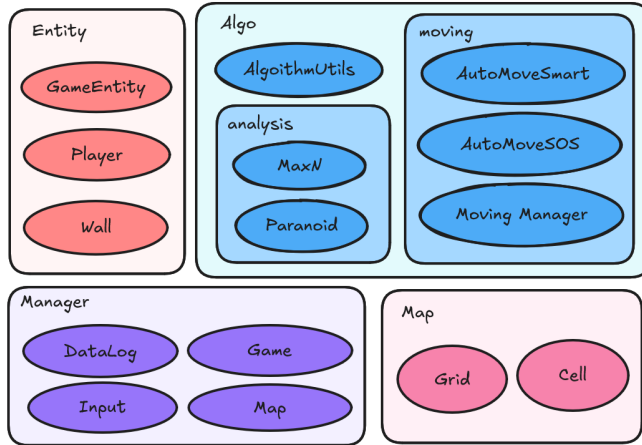 Entity
GameEntity
Player
Wall
Algo
AlgoithmUtils
analysis
MaxN
Paranoid
moving
AutoMoveSmart
AutoMoveSOS
Moving Manager
Manager
DataLog
Game
Input
Map
Map
Grid
Cell